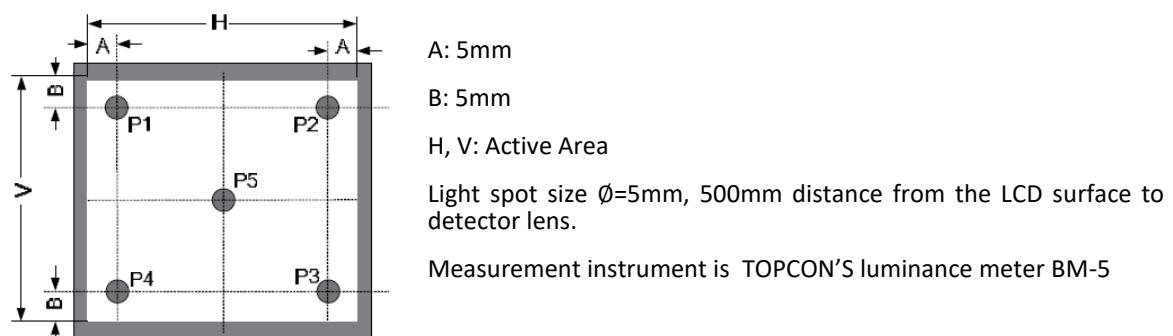 H
A
A
B
P1
P2
V
P5
P4
P3
B
A: 5mm
B: 5mm
H, V: Active Area
Light spot size Ø=5mm, 500mm distance from the LCD surface to
detector lens.
Measurement instrument is TOPCON’S luminance meter BM-5